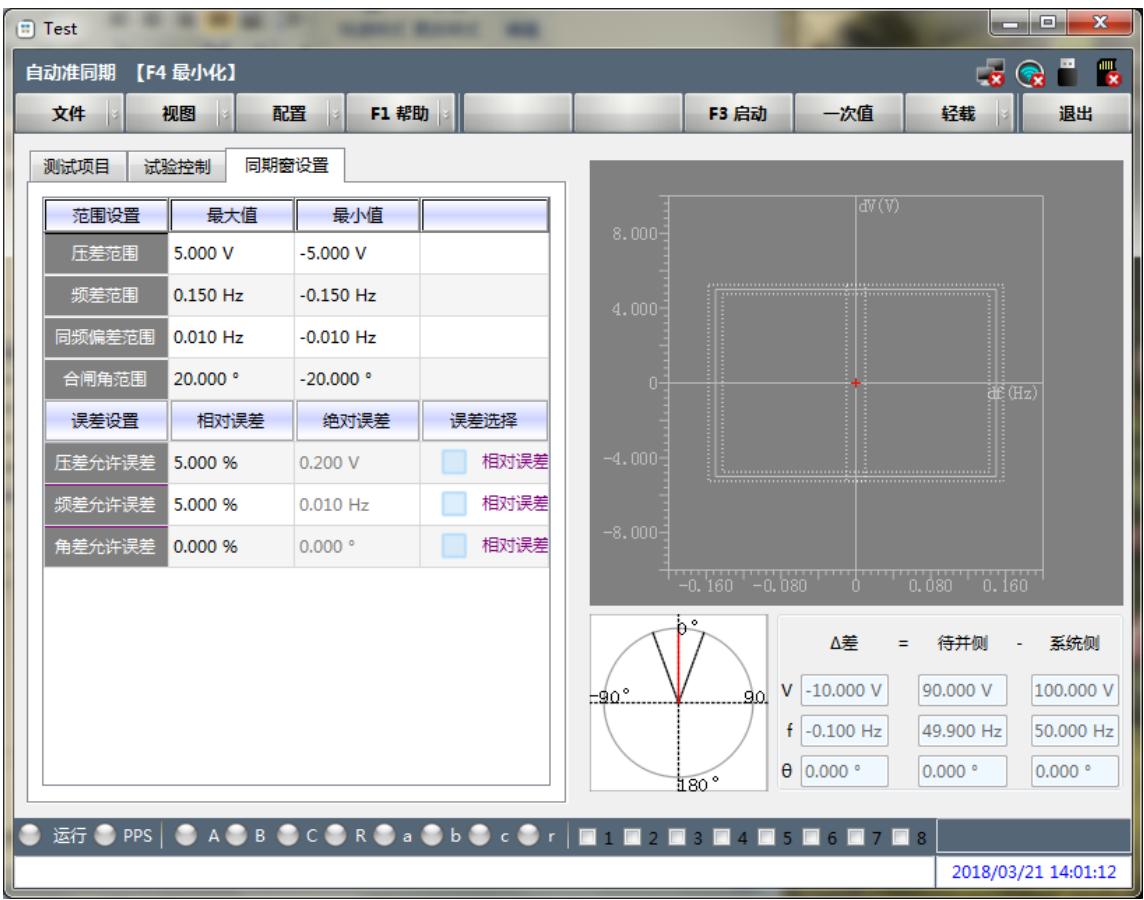 Test
自动准同期 【F4 最小化】
文件 视图 配置 F1 帮助 F3 启动 一次值 轻载 退出
测试项目 试验控制 同期窗设置
范围设置 最大值 最小值
压差范围 5.000 V -5.000 V
频差范围 0.150 Hz -0.150 Hz
同频偏差范围 0.010 Hz -0.010 Hz
合闸角范围 20.000 ° -20.000 °
误差设置 相对误差 绝对误差 误差选择
压差允许误差 5.000 % 0.200 V 相对误差
频差允许误差 5.000 % 0.010 Hz 相对误差
角差允许误差 0.000 % 0.000 ° 相对误差
dV(V)
8.000
4.000
0
df(Hz)
-4.000
-8.000
-0.160 -0.080 0 0.080 0.160
0°
-90° 90
180°
Δ差 = 待并侧 - 系统侧
V -10.000 V 90.000 V 100.000 V
f -0.100 Hz 49.900 Hz 50.000 Hz
θ 0.000 ° 0.000 ° 0.000 °
运行 PPS A B C R a b c r 1 2 3 4 5 6 7 8
2018/03/21 14:01:12